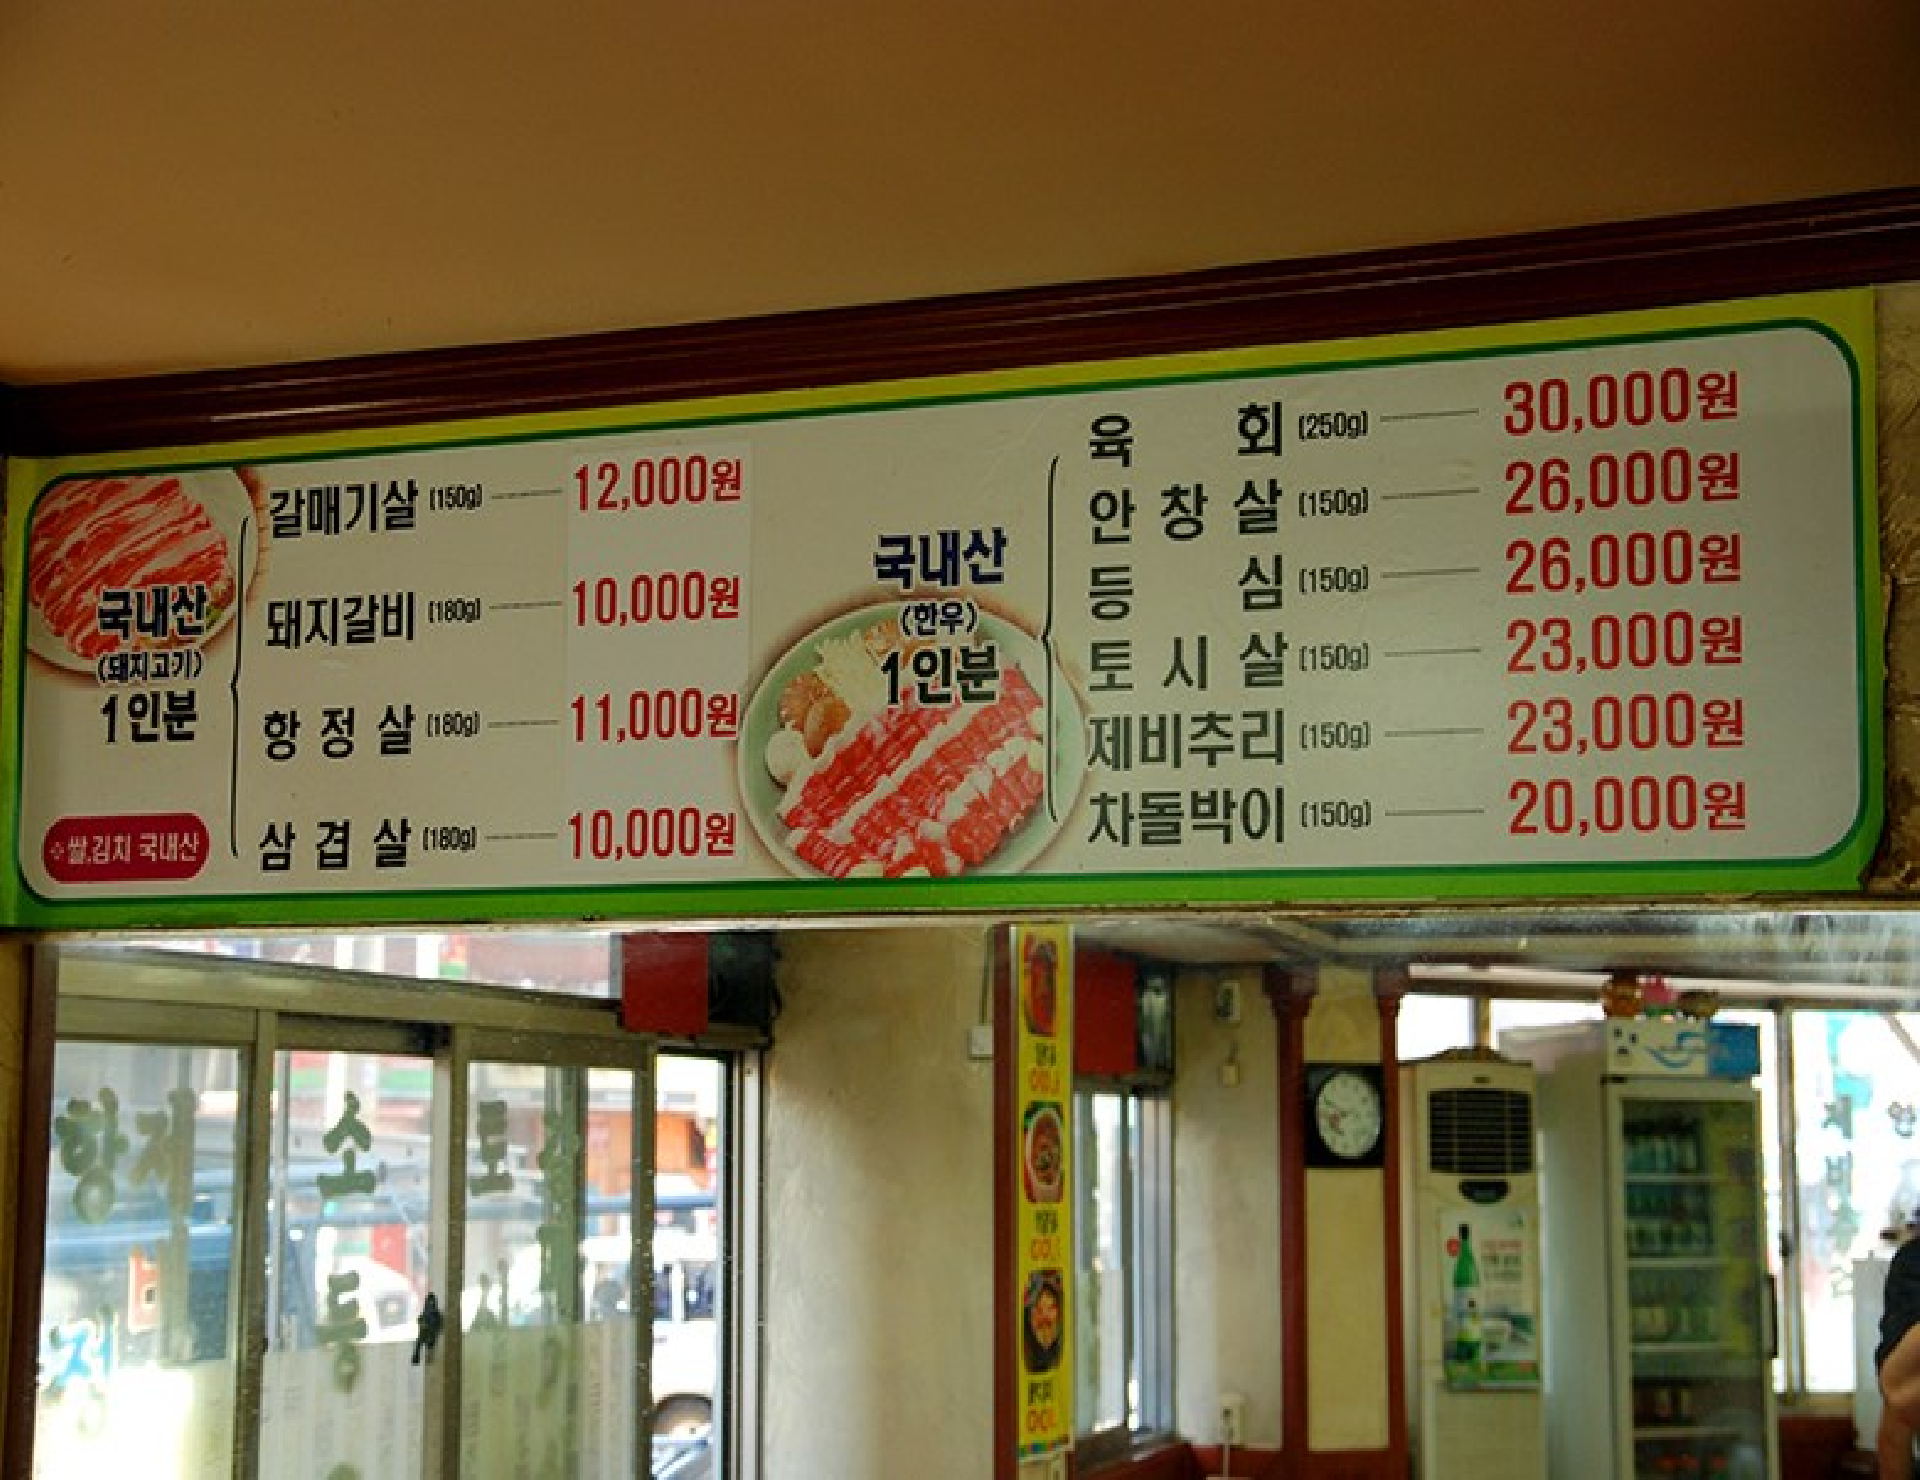 국내산
(돼지고기)
1인분
갈매기살 (150g) 12,000원
돼지갈비 (180g) 10,000원
항정살 (180g) 11,000원
삼겹살 (180g) 10,000원
쌀,김치 국내산
국내산
(한우)
1인분
육회 (250g) 30,000원
안창살 (150g) 26,000원
등심 (150g) 26,000원
토시살 (150g) 23,000원
제비추리 (150g) 23,000원
차돌박이 (150g) 20,000원